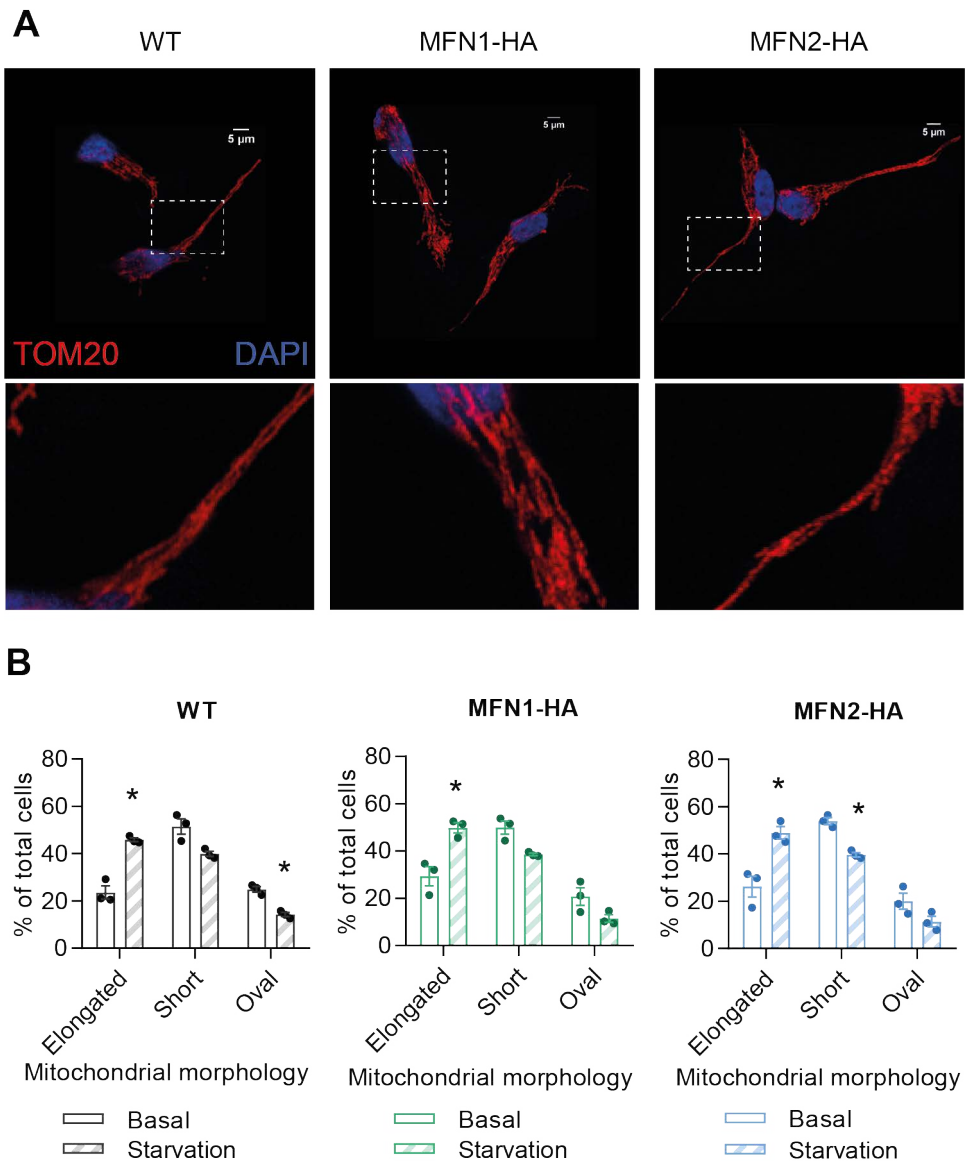 A
WT MFN1-HA MFN2-HA
5 µm
5 µm
5 µm
TOM20 DAPI
B
WT
MFN1-HA
MFN2-HA
% of total cells
80
60
40
20
0
*
*
Elongated
Short
Oval
Mitochondrial morphology
Basal
Starvation
% of total cells
80
60
40
20
0
*
Elongated
Short
Oval
Mitochondrial morphology
Basal
Starvation
% of total cells
80
60
40
20
0
*
*
Elongated
Short
Oval
Mitochondrial morphology
Basal
Starvation